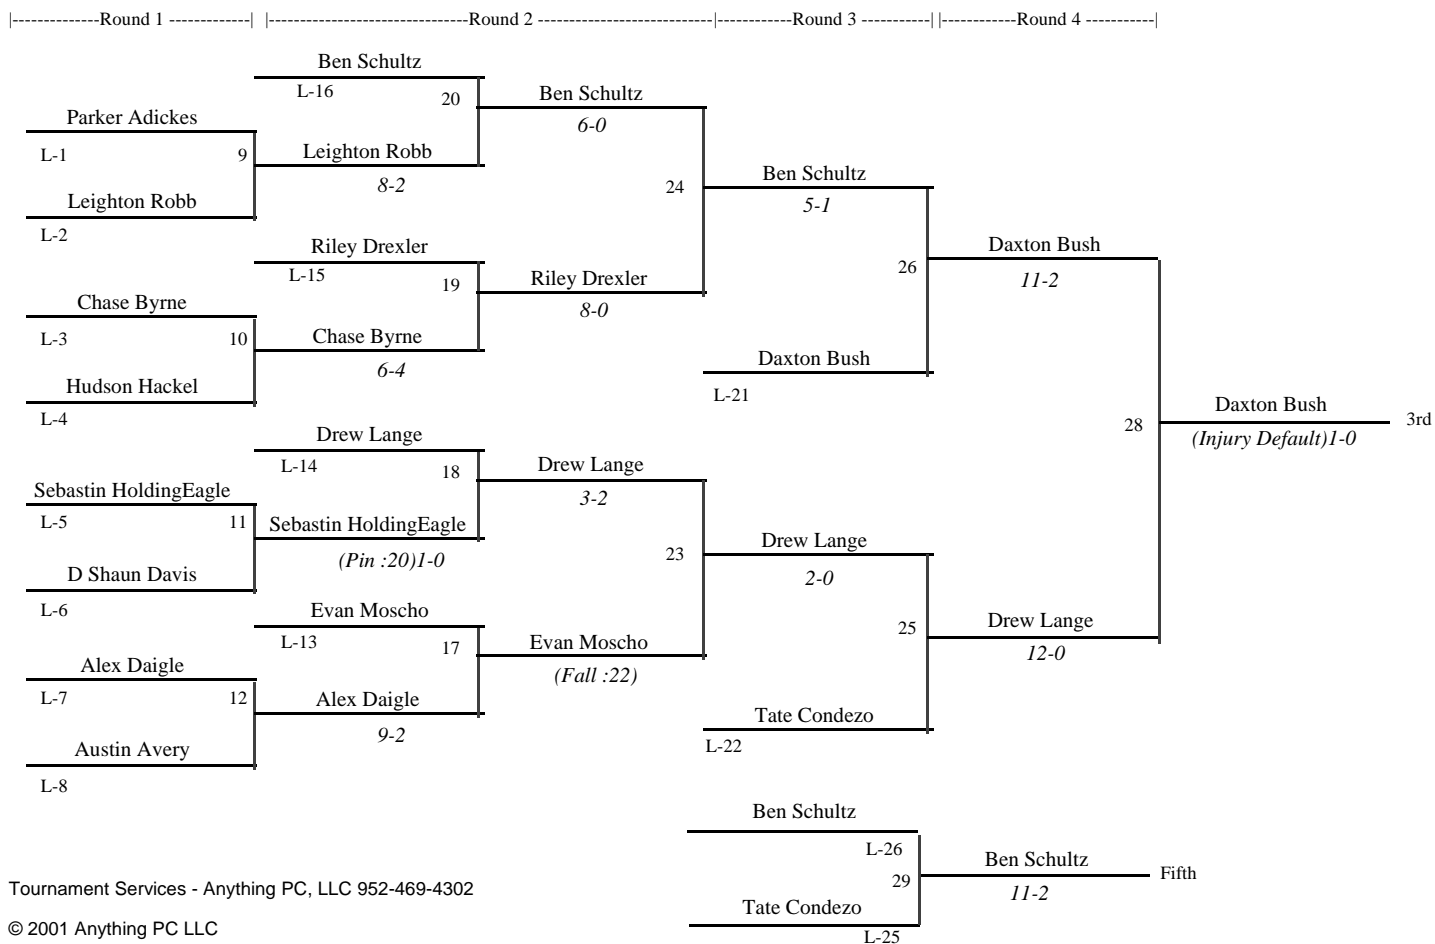 |--------------Round 1 -------------| |-----------------------------Round 2 --------------------------|------------Round 3 -----------| |------------Round 4 -----------|
Ben Schultz
L-16
20
Ben Schultz
6-0
Parker Adickes
L-1
9
Leighton Robb
8-2
24
Ben Schultz
5-1
Leighton Robb
L-2
Riley Drexler
L-15
19
Riley Drexler
8-0
26
Daxton Bush
11-2
Chase Byrne
L-3
10
Chase Byrne
6-4
Daxton Bush
L-21
Hudson Hackel
L-4
28
Daxton Bush
3rd
(Injury Default)1-0
Drew Lange
L-14
18
Drew Lange
3-2
Sebastin HoldingEagle
L-5
11
Sebastin HoldingEagle
(Pin :20)1-0
23
Drew Lange
2-0
D Shaun Davis
L-6
Evan Moscho
L-13
17
Evan Moscho
(Fall :22)
25
Drew Lange
12-0
Alex Daigle
L-7
12
Alex Daigle
9-2
Tate Condezo
L-22
Austin Avery
L-8
Ben Schultz
L-26
29
Ben Schultz
Fifth
11-2
Tate Condezo
L-25
Tournament Services - Anything PC, LLC 952-469-4302
© 2001 Anything PC LLC